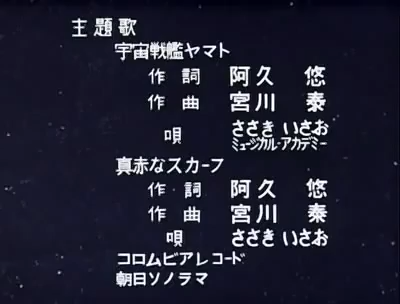 主題歌
宇宙戦艦ヤマト
作詞 阿久 悠
作曲 宮川 泰
唄 ささき いさお
ミュージカル・アカデミー
真赤なスカーフ
作詞 阿久 悠
作曲 宮川 泰
唄 ささき いさお
コロムビアレコード
朝日ソノラマ